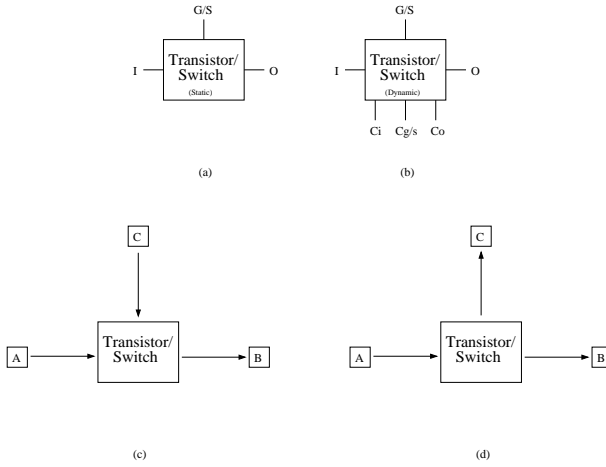 G/S
G/S
Transistor/
Switch
(Static)
I
O
Transistor/
Switch
(Dynamic)
I
O
Ci
Cg/s
Co
(a)
(b)
C
C
Transistor/
Switch
A
B
Transistor/
Switch
A
B
(c)
(d)